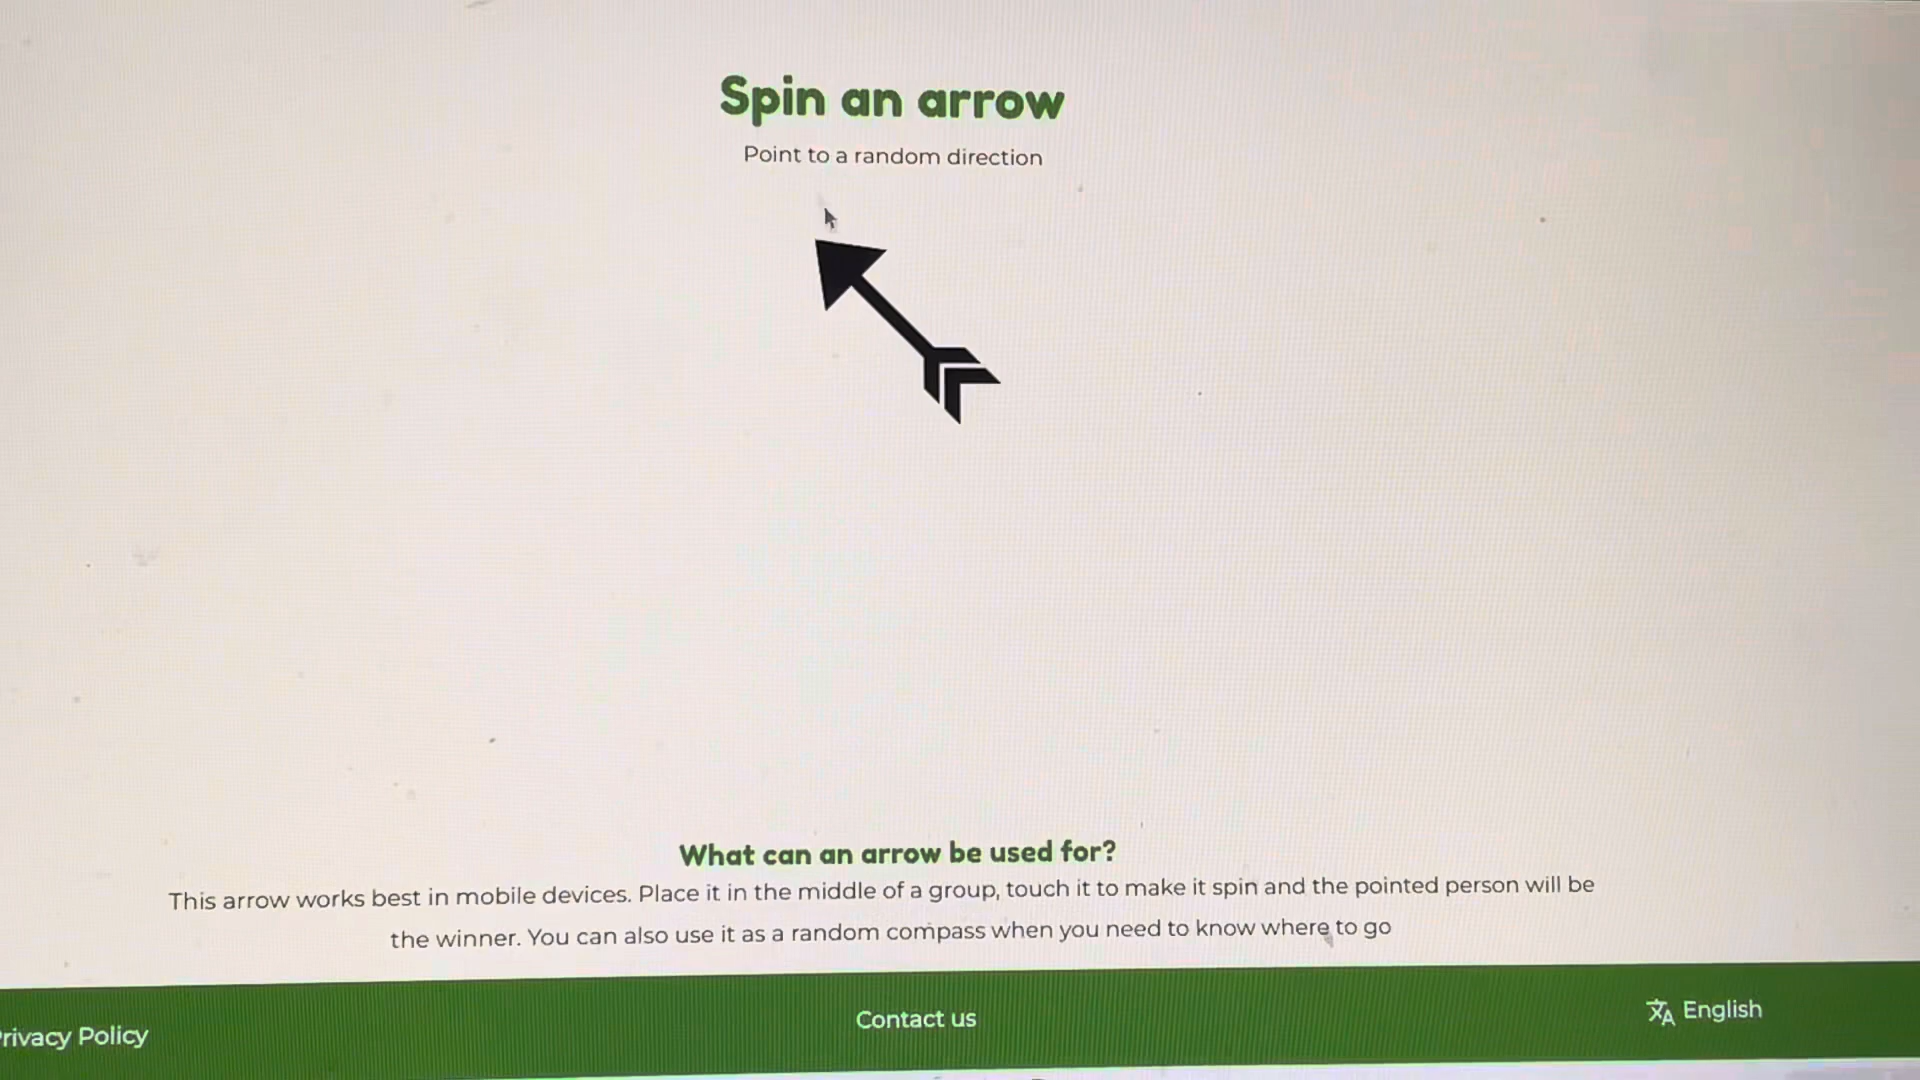 Spin an arrow
Point to a random direction
What can an arrow be used for?
This arrow works best in mobile devices. Place it in the middle of a group, touch it to make it spin and the pointed person will be
the winner. You can also use it as a random compass when you need to know where to go
rivacy Policy
Contact us
English